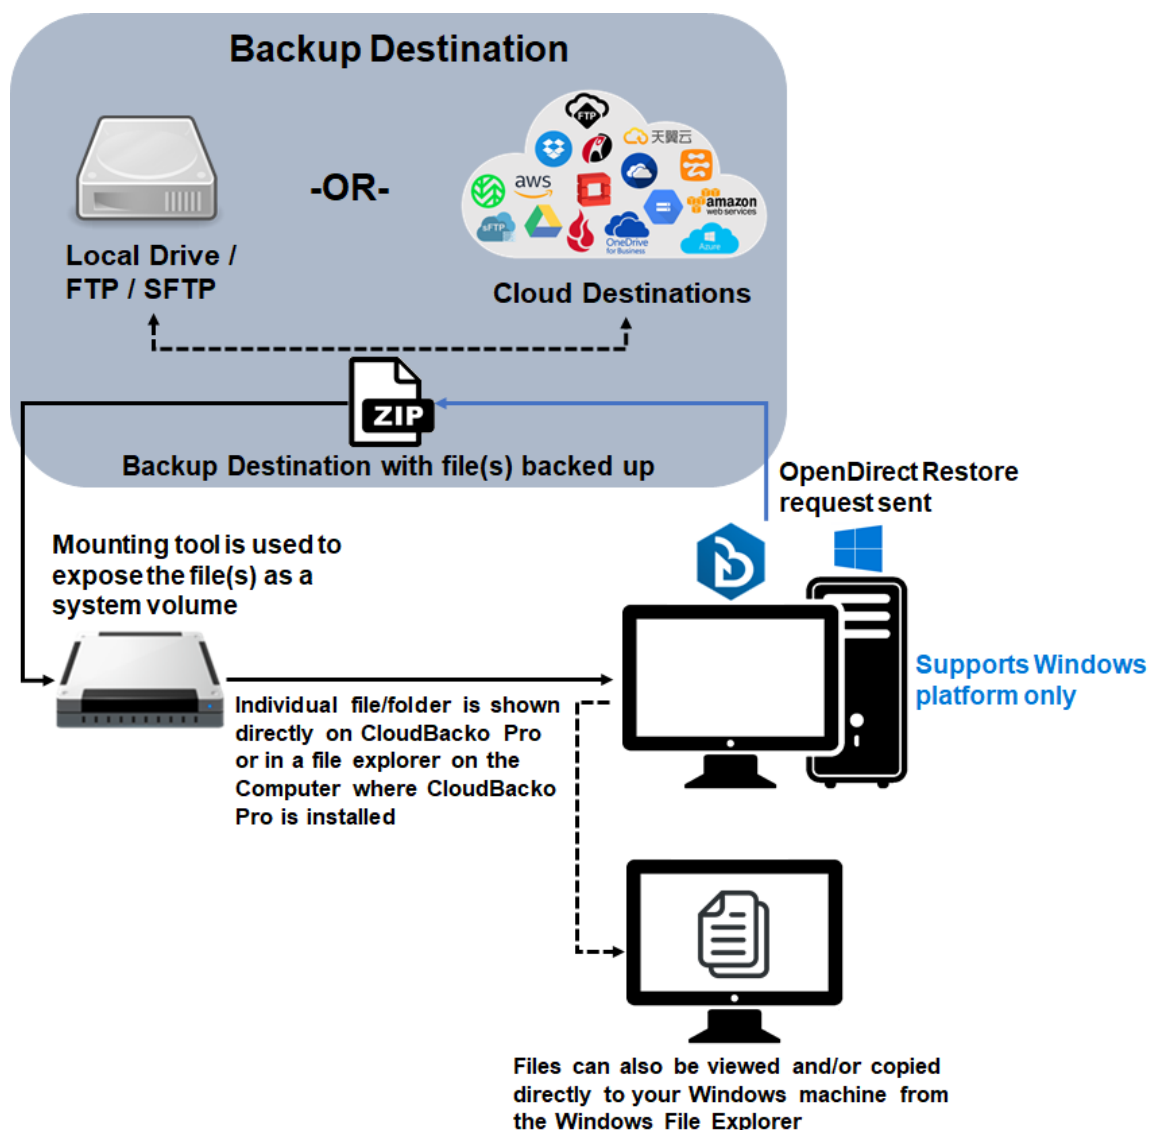 Backup Destination
FTP
天翼云
aws
amazon
web services
sFTP
OneDrive
for Business
Azure
-OR-
Local Drive /
FTP / SFTP
Cloud Destinations
ZIP
Backup Destination with file(s) backed up
OpenDirect Restore
request sent
Mounting tool is used to
expose the file(s) as a
system volume
Supports Windows
platform only
Individual file/folder is shown
directly on CloudBacko Pro
or in a file explorer on the
Computer where CloudBacko
Pro is installed
Files can also be viewed and/or copied
directly to your Windows machine from
the Windows File Explorer